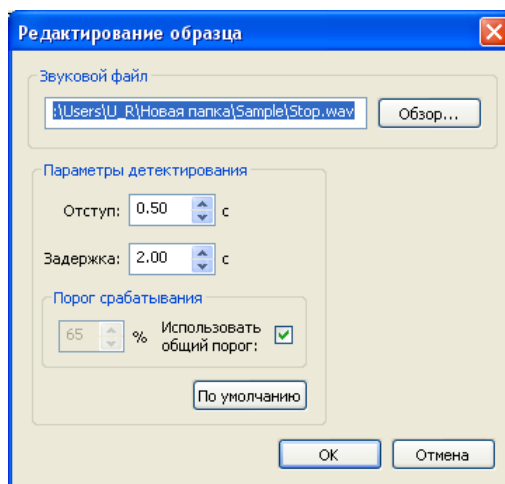 Редактирование образца
Звуковой файл
:\Users\U_R\Новая папка\Sample\Stop.wav
Обзор...
Параметры детектирования
Отступ: 0.50 с
Задержка: 2.00 с
Порог срабатывания
65 % Использовать
общий порог:
По умолчанию
OK Отмена